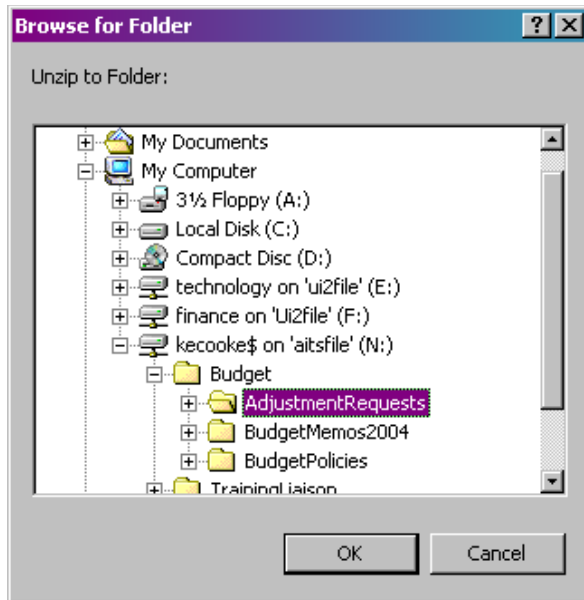 Browse for Folder
Unzip to Folder:
My Documents
My Computer
3½ Floppy (A:)
Local Disk (C:)
Compact Disc (D:)
technology on 'ui2file' (E:)
finance on 'Ui2file' (F:)
kecooke$ on 'aitsfile' (N:)
Budget
AdjustmentRequests
BudgetMemos2004
BudgetPolicies
TrainingLiaison
OK Cancel